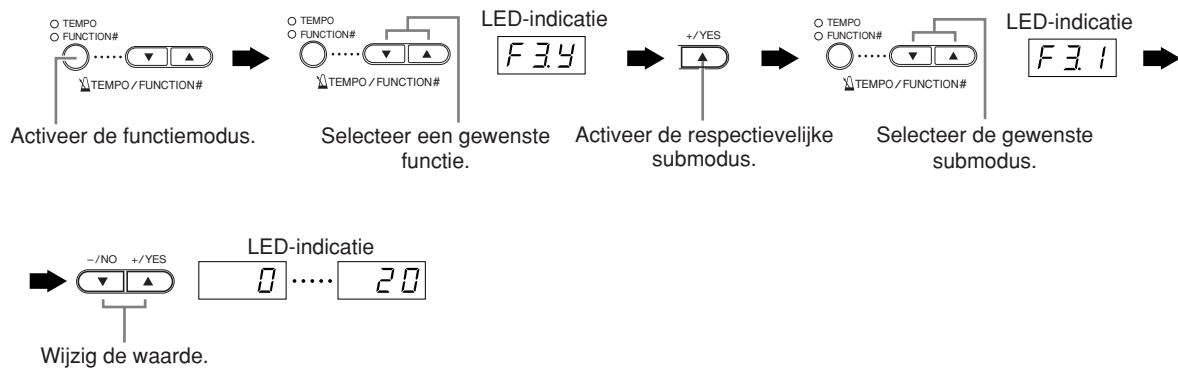 TEMPO
FUNCTION#
TEMPO/FUNCTION#
Activeer de functiemodus.
TEMPO
FUNCTION#
TEMPO/FUNCTION#
Selecteer een gewenste
functie.
LED-indicatie
F 3.Y
+/YES
Activeer de respectievelijke
submodus.
TEMPO
FUNCTION#
TEMPO/FUNCTION#
Selecteer de gewenste
submodus.
LED-indicatie
F 3.1
–/NO +/YES
Wijzig de waarde.
LED-indicatie
0 ····· 20